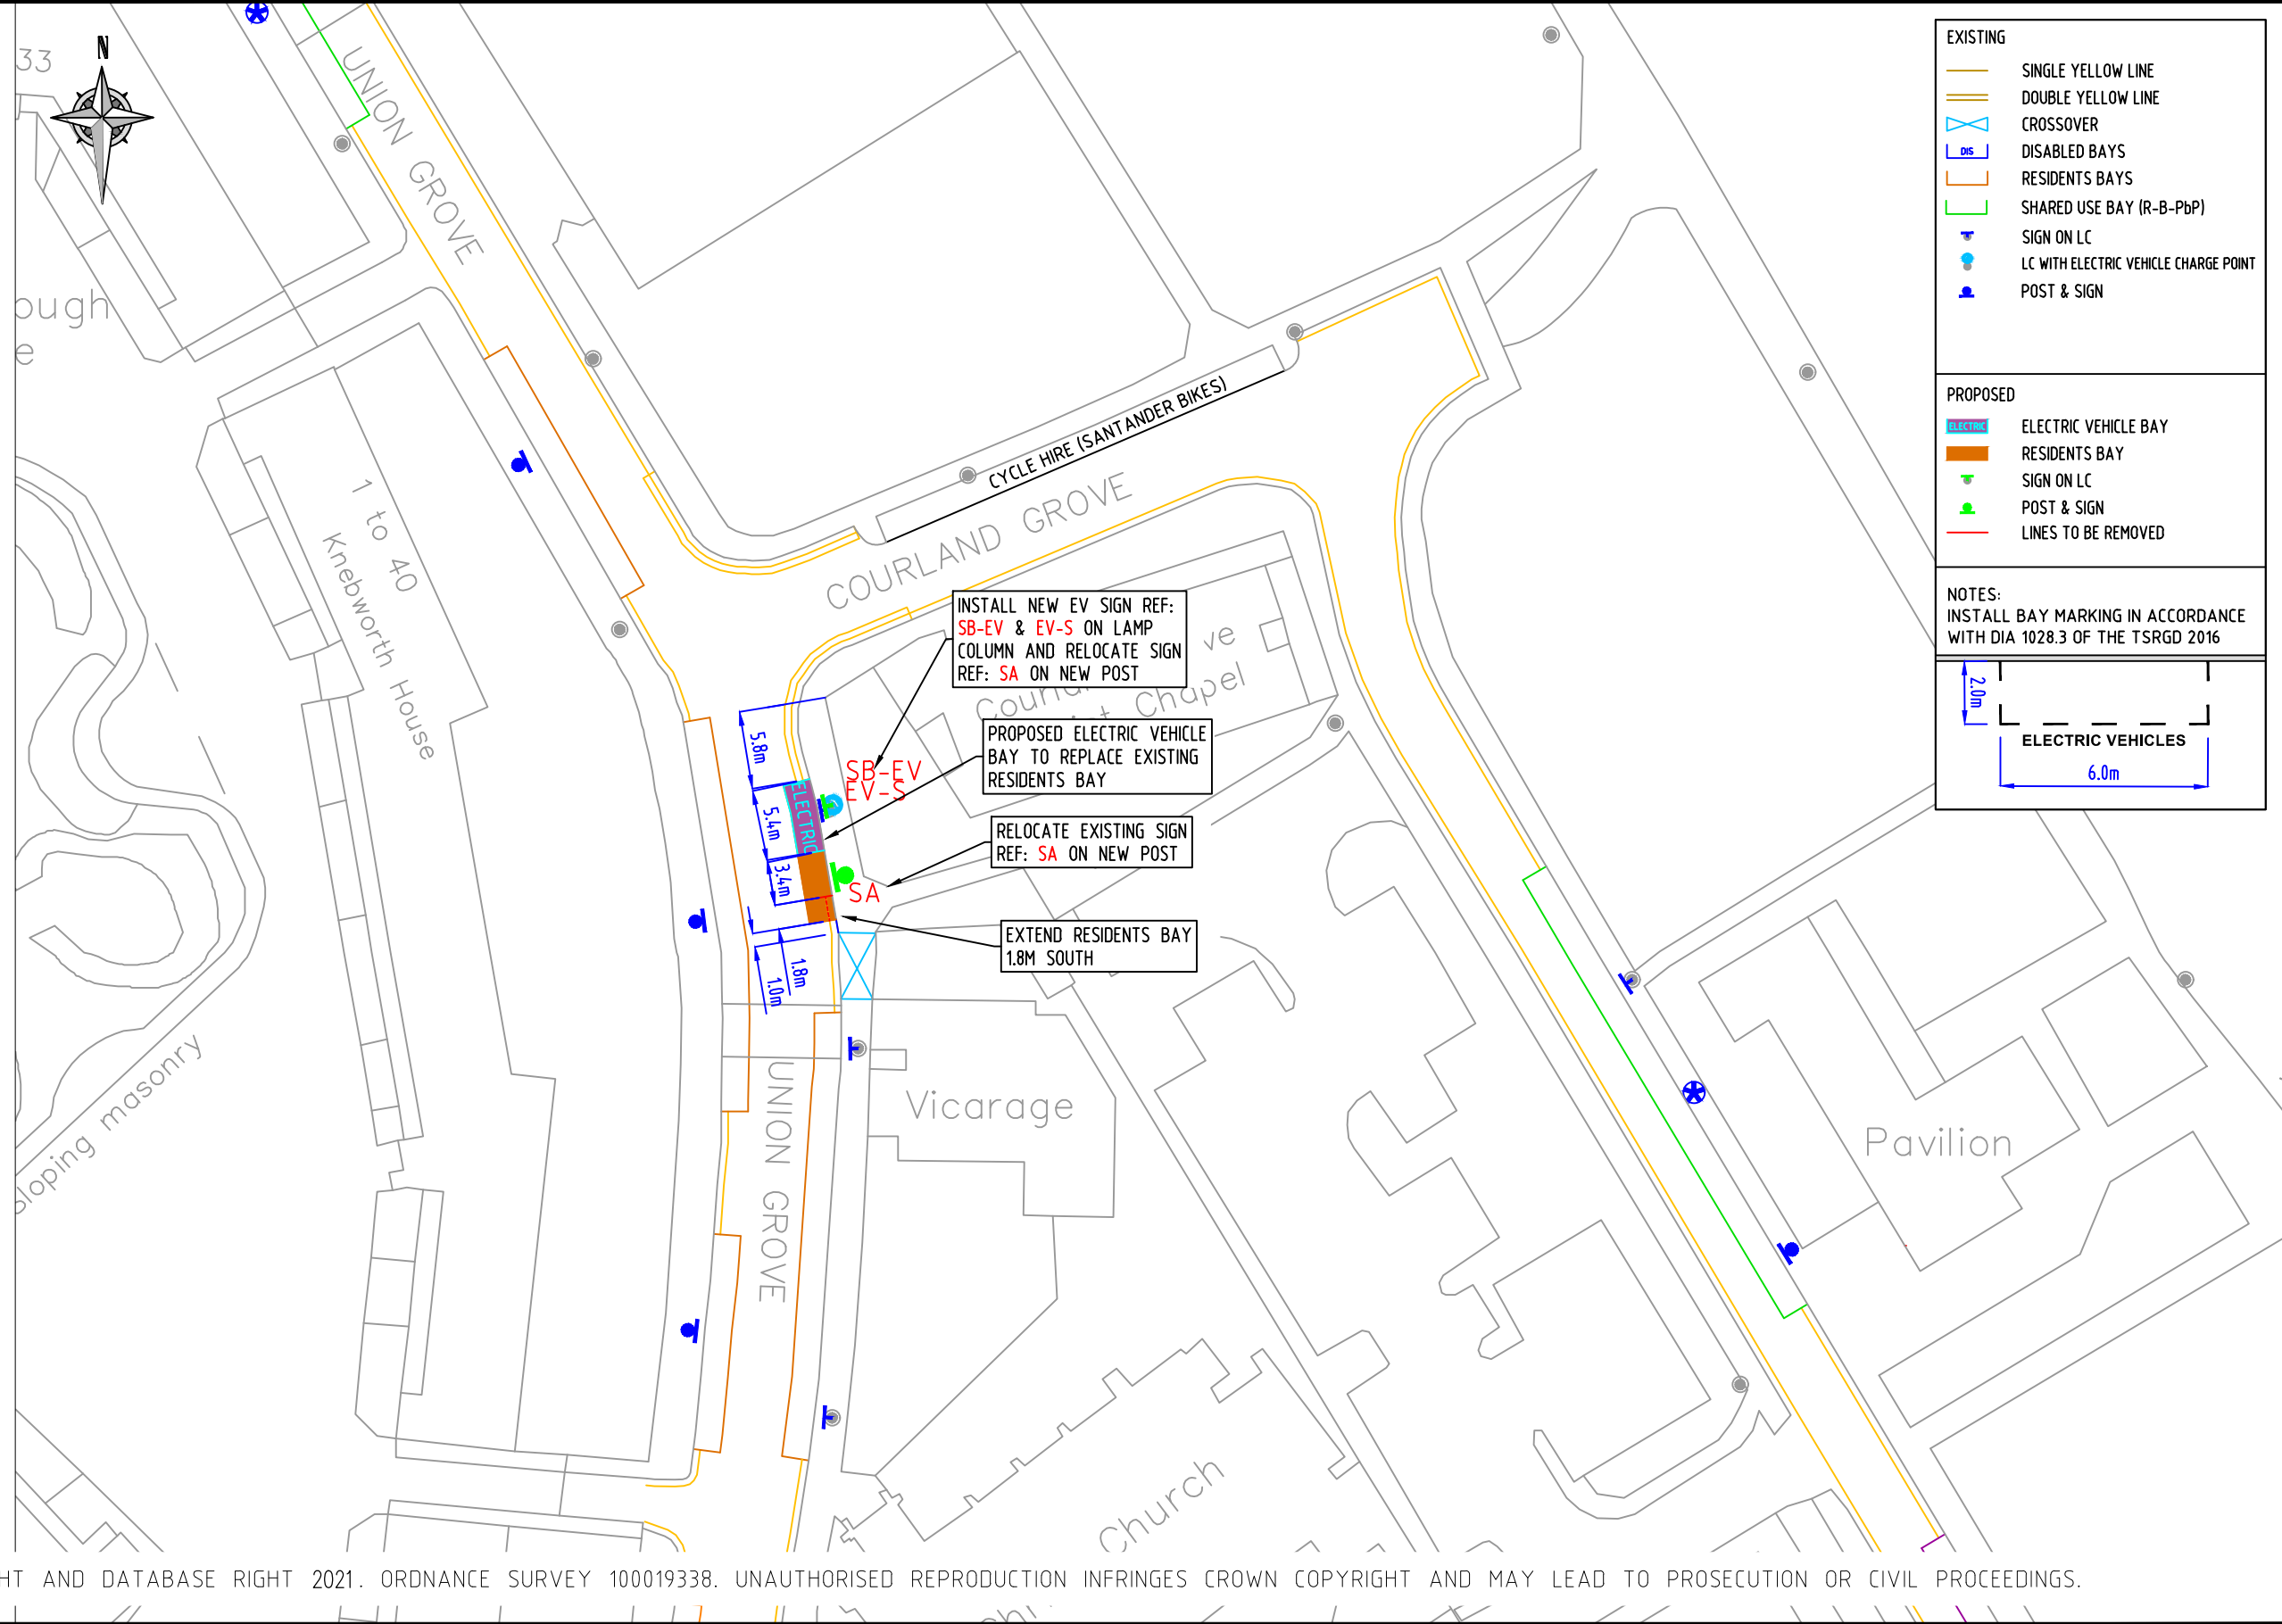 33
N
UNION GROVE
ough
e
1 to 40
Knebworth House
CYCLE HIRE (SANTANDER BIKES)
COURLAND GROVE
INSTALL NEW EV SIGN REF:
SB-EV & EV-S ON LAMP
COLUMN AND RELOCATE SIGN
REF: SA ON NEW POST
ve
Chapel
PROPOSED ELECTRIC VEHICLE
BAY TO REPLACE EXISTING
RESIDENTS BAY
5.8m
SB-EV
EV-S
ELECTRIC
5.4m
RELOCATE EXISTING SIGN
REF: SA ON NEW POST
3.4m
SA
EXTEND RESIDENTS BAY
1.8M SOUTH
1.8m
1.0m
UNION GROVE
Vicarage
Sloping masonry
Pavilion
Church
EXISTING
SINGLE YELLOW LINE
DOUBLE YELLOW LINE
CROSSOVER
DIS DISABLED BAYS
RESIDENTS BAYS
SHARED USE BAY (R-B-PbP)
SIGN ON LC
LC WITH ELECTRIC VEHICLE CHARGE POINT
POST & SIGN
PROPOSED
ELECTRIC ELECTRIC VEHICLE BAY
RESIDENTS BAY
SIGN ON LC
POST & SIGN
LINES TO BE REMOVED
NOTES:
INSTALL BAY MARKING IN ACCORDANCE
WITH DIA 1028.3 OF THE TSRGD 2016
2.0m
ELECTRIC VEHICLES
6.0m
HT AND DATABASE RIGHT 2021. ORDNANCE SURVEY 100019338. UNAUTHORISED REPRODUCTION INFRINGES CROWN COPYRIGHT AND MAY LEAD TO PROSECUTION OR CIVIL PROCEEDINGS.